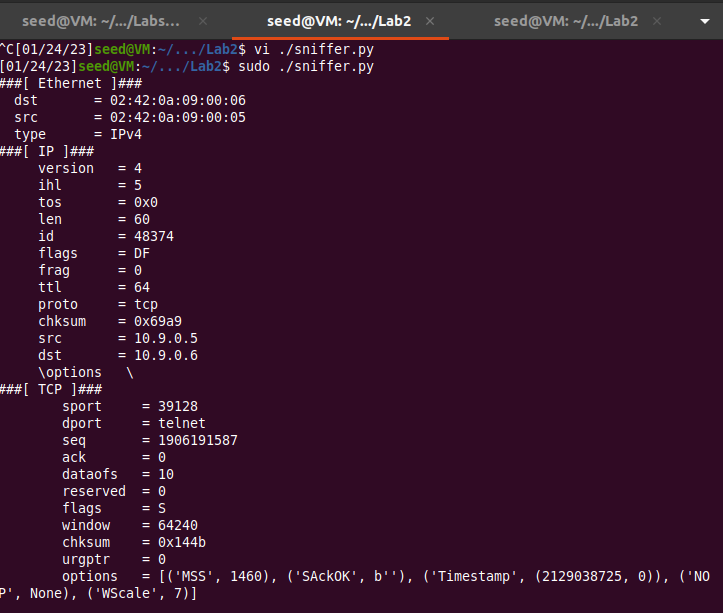 seed@VM: ~/.../Labs... × seed@VM: ~/.../Lab2 × seed@VM: ~/.../Lab2 ×
^C[01/24/23]seed@VM:~/.../Lab2$ vi ./sniffer.py
[01/24/23]seed@VM:~/.../Lab2$ sudo ./sniffer.py
###[ Ethernet ]###
  dst       = 02:42:0a:09:00:06
  src       = 02:42:0a:09:00:05
  type      = IPv4
###[ IP ]###
     version   = 4
     ihl       = 5
     tos       = 0x0
     len       = 60
     id        = 48374
     flags     = DF
     frag      = 0
     ttl       = 64
     proto     = tcp
     chksum    = 0x69a9
     src       = 10.9.0.5
     dst       = 10.9.0.6
     \options   \
###[ TCP ]###
        sport     = 39128
        dport     = telnet
        seq       = 1906191587
        ack       = 0
        dataofs   = 10
        reserved  = 0
        flags     = S
        window    = 64240
        chksum    = 0x144b
        urgptr    = 0
        options   = [('MSS', 1460), ('SAckOK', b''), ('Timestamp', (2129038725, 0)), ('NO
P', None), ('WScale', 7)]